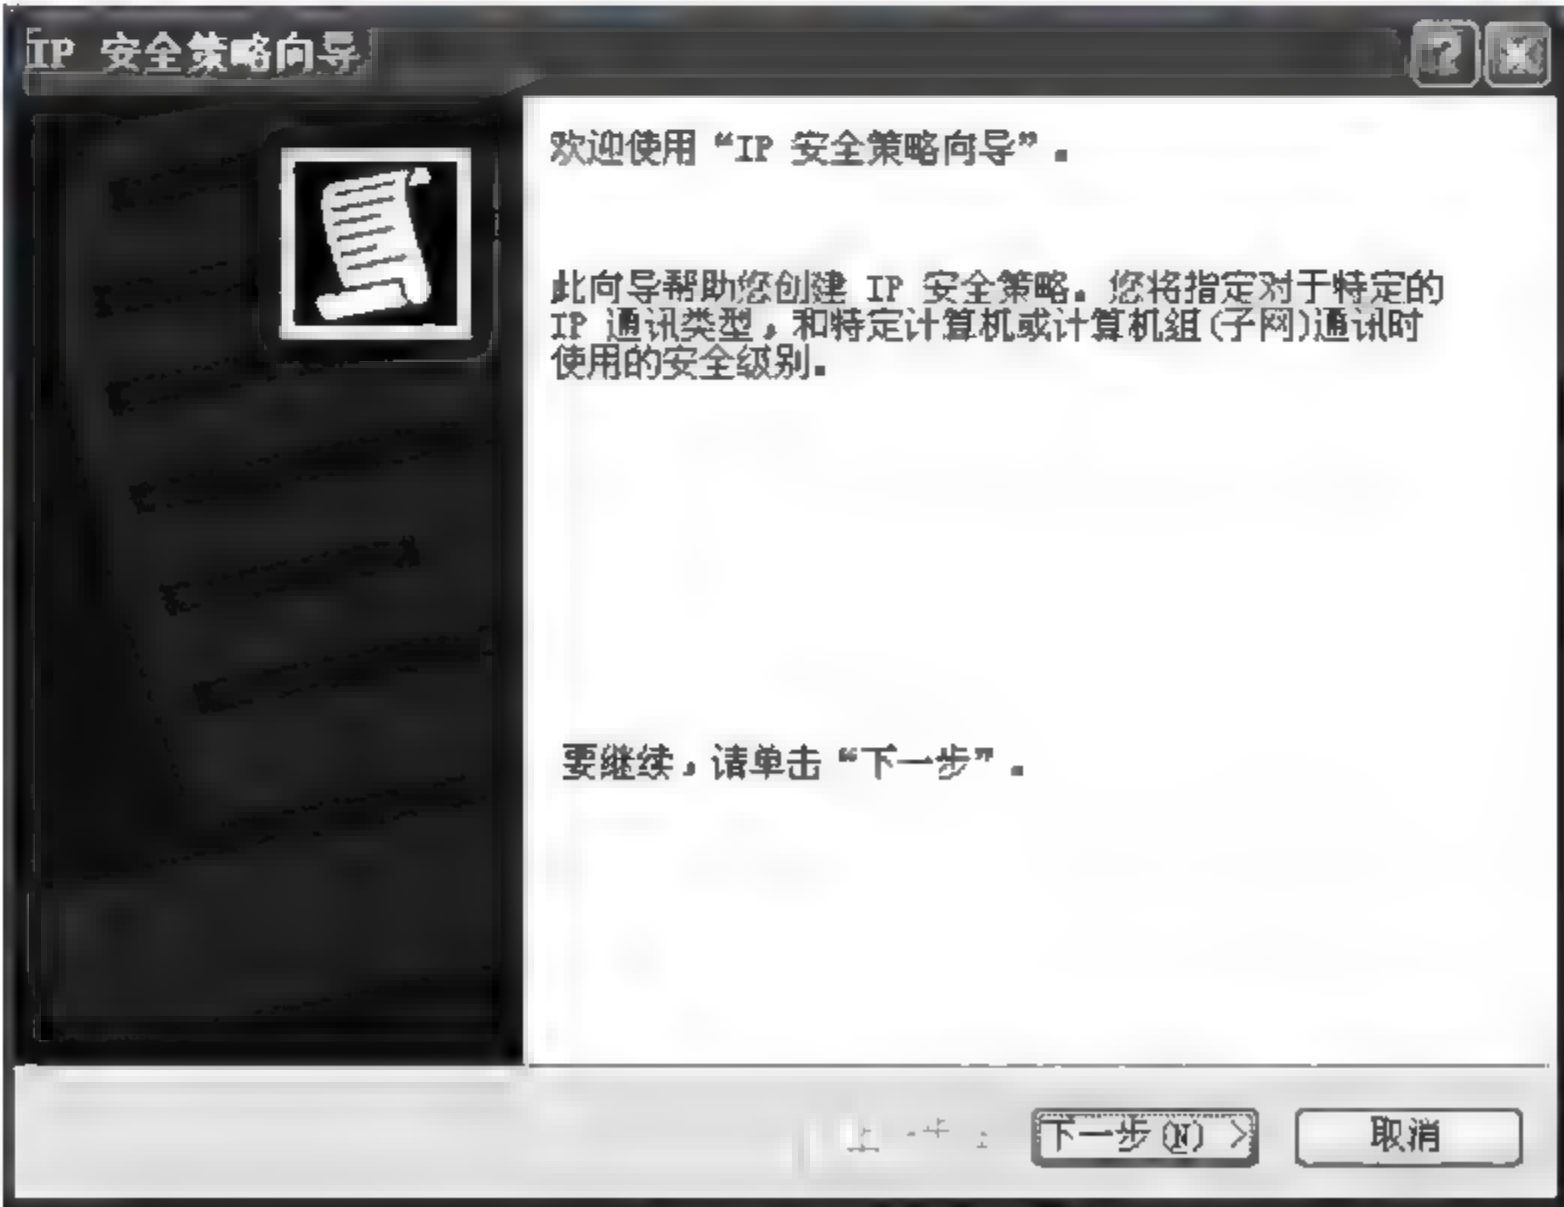 IP 安全策略向导
欢迎使用“IP 安全策略向导”。
此向导帮助您创建 IP 安全策略。您将指定对于特定的
IP 通讯类型，和特定计算机或计算机组(子网)通讯时
使用的安全级别。
要继续，请单击“下一步”。
下一步(N) >
取消